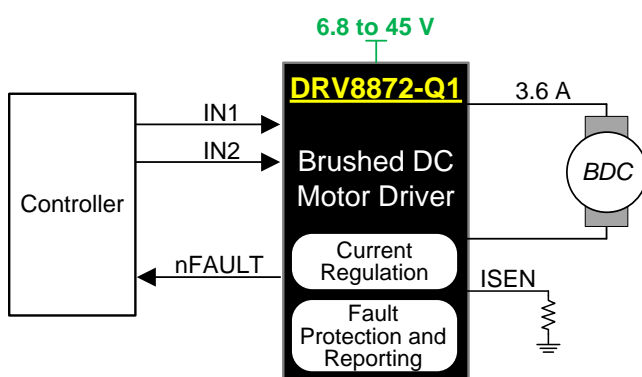 6.8 to 45 V
DRV8872-Q1
3.6 A
IN1
IN2
Brushed DC
Motor Driver
BDC
Controller
nFAULT
Current
Regulation
ISEN
Fault
Protection and
Reporting